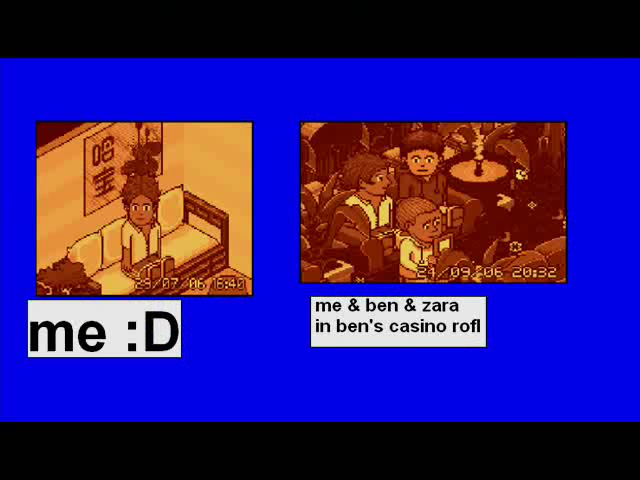 哈
29/07/06 16:40
24/09/06 20:32
me :D
me & ben & zara
in ben's casino rofl